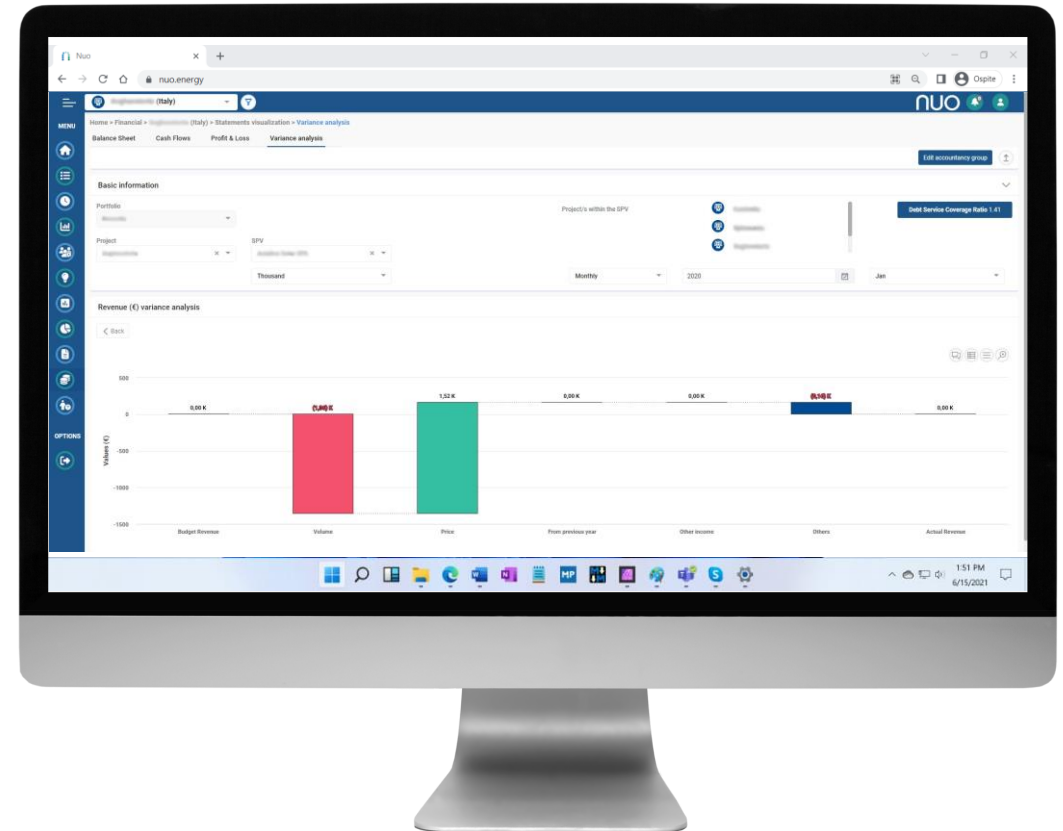 Nuo
nuo.energy
Ospite
(Italy)
nuo
MENU
Home > Financial > (Italy) > Statements visualization > Variance analysis
Balance Sheet Cash Flows Profit & Loss Variance analysis
Edit accountancy group
Basic information
Portfolio
Project/s within the SPV
Debt Service Coverage Ratio 1.41
Project SPV
Thousand Monthly 2020 Jan
Revenue (€) variance analysis
Back
500
0
-500
-1000
-1500
Values (€)
0,00 K
1,52 K
0,00 K
0,00 K
(0,16) K
0,00 K
Budget Revenue Volume Price From previous year Other income Others Actual Revenue
OPTIONS
MP
1:51 PM
6/15/2021